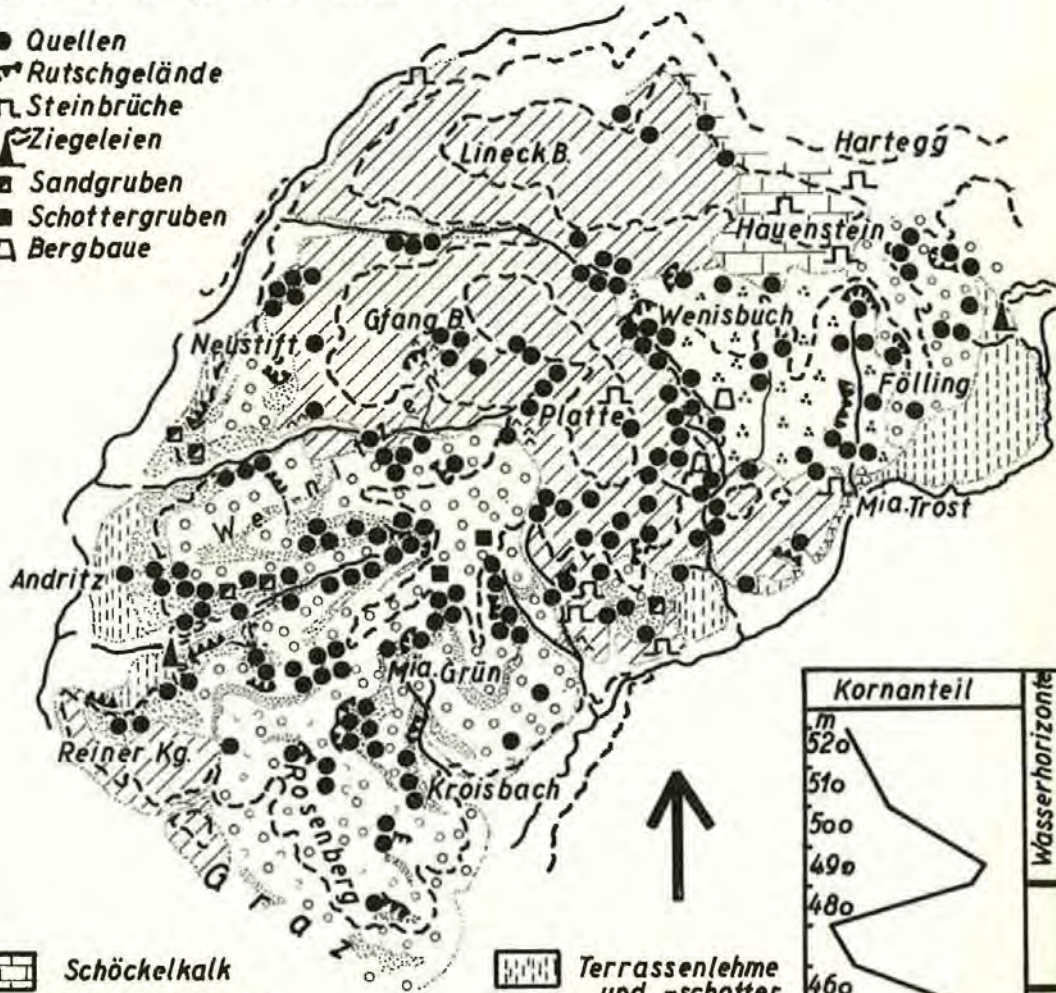 Quellen
Rutschgelände
Steinbrüche
Ziegeleien
Sandgruben
Schottergruben
Bergbaue
Lineck B.
Hartegg
Hauenstein
Gfang B.
Wenisbuch
Neustift
Fölling
Platte
Wenize
Mia. Trost
Andritz
Mia. Grün
Reiner Kg.
Kroisbach
Rosenberg
Graz
Kornanteil
Wasserhorizonte
m
520
510
500
490
480
460
Schöckelkalk
Terrassenlehme
und -schotter